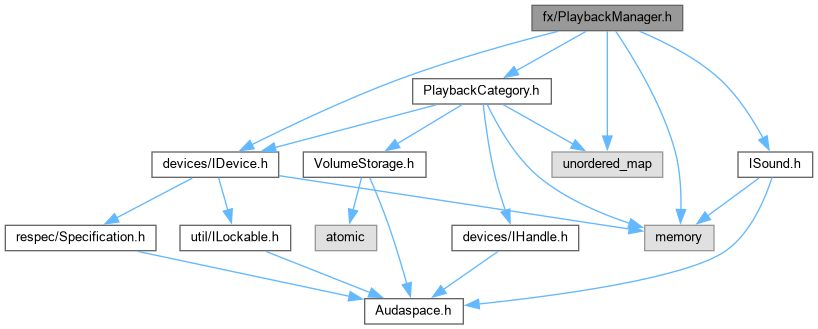 fx/PlaybackManager.h
PlaybackCategory.h
devices/IDevice.h
VolumeStorage.h
unordered_map
ISound.h
respec/Specification.h
util/ILockable.h
atomic
devices/IHandle.h
memory
Audaspace.h